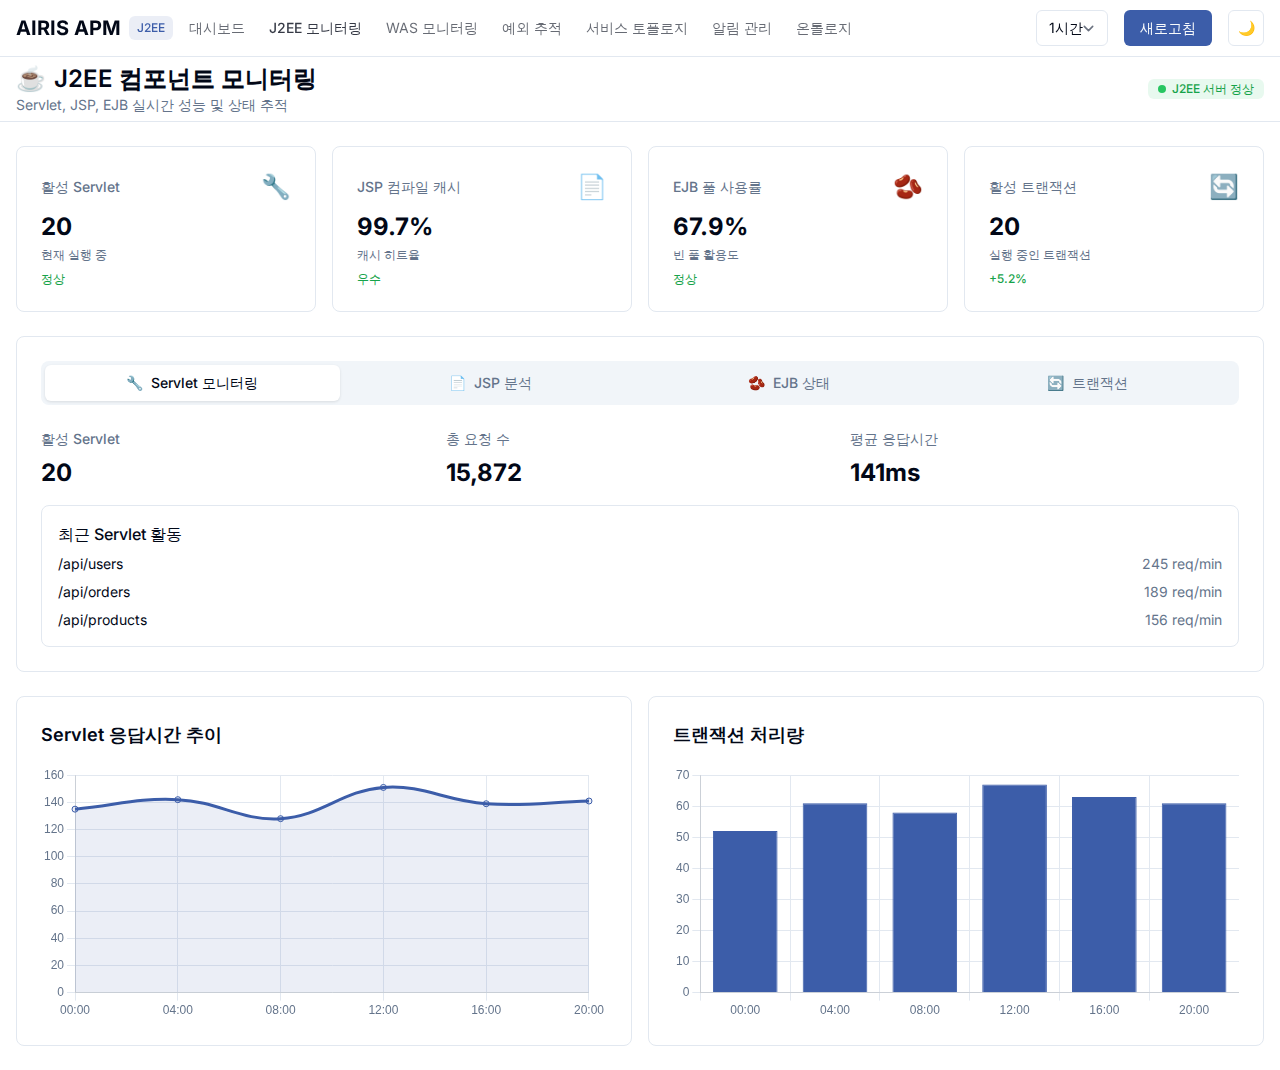 AIRIS APM J2EE 대시보드 J2EE 모니터링 WAS 모니터링 예외 추적 서비스 토폴로지 알림 관리 온톨로지 1시간 새로고침
J2EE 컴포넌트 모니터링
Servlet, JSP, EJB 실시간 성능 및 상태 추적
J2EE 서버 정상
활성 Servlet
20
현재 실행 중
정상
JSP 컴파일 캐시
99.7%
캐시 히트율
우수
EJB 풀 사용률
67.9%
빈 풀 활용도
정상
활성 트랜잭션
20
실행 중인 트랜잭션
+5.2%
Servlet 모니터링 JSP 분석 EJB 상태 트랜잭션
활성 Servlet
20
총 요청 수
15,872
평균 응답시간
141ms
최근 Servlet 활동
/api/users 245 req/min
/api/orders 189 req/min
/api/products 156 req/min
Servlet 응답시간 추이
160
140
120
100
80
60
40
20
0
00:00 04:00 08:00 12:00 16:00 20:00
트랜잭션 처리량
70
60
50
40
30
20
10
0
00:00 04:00 08:00 12:00 16:00 20:00